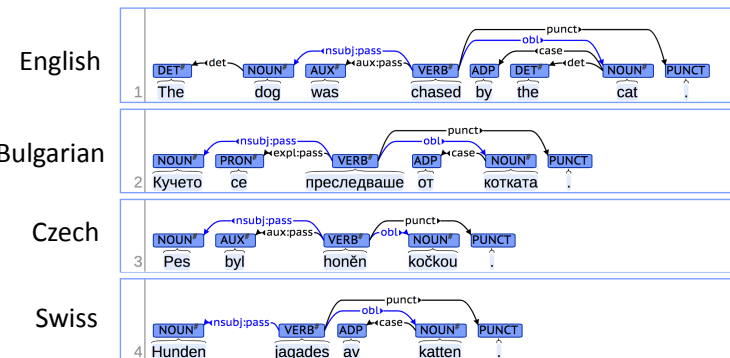 English
nsubj:pass punct obl case
det aux:pass det
DET# NOUN# AUX# VERB# ADP DET# NOUN# PUNCT
1 The dog was chased by the cat .
Bulgarian
nsubj:pass punct obl
expl:pass case
NOUN# PRON# VERB# ADP NOUN# PUNCT
2 Кучето се преследваше от котката .
Czech
nsubj:pass punct
aux:pass obl
NOUN# AUX# VERB# NOUN# PUNCT
3 Pes byl honěn kočkou .
Swiss
punct
nsubj:pass obl case
NOUN# VERB# ADP NOUN# PUNCT
4 Hunden jagades av katten .